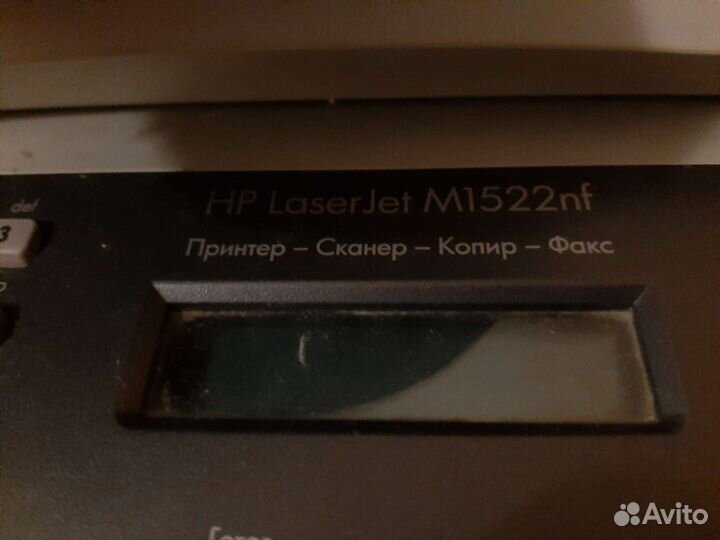 HP LaserJet M1522nf
Принтер – Сканер – Копир – Факс
def
3
Avito